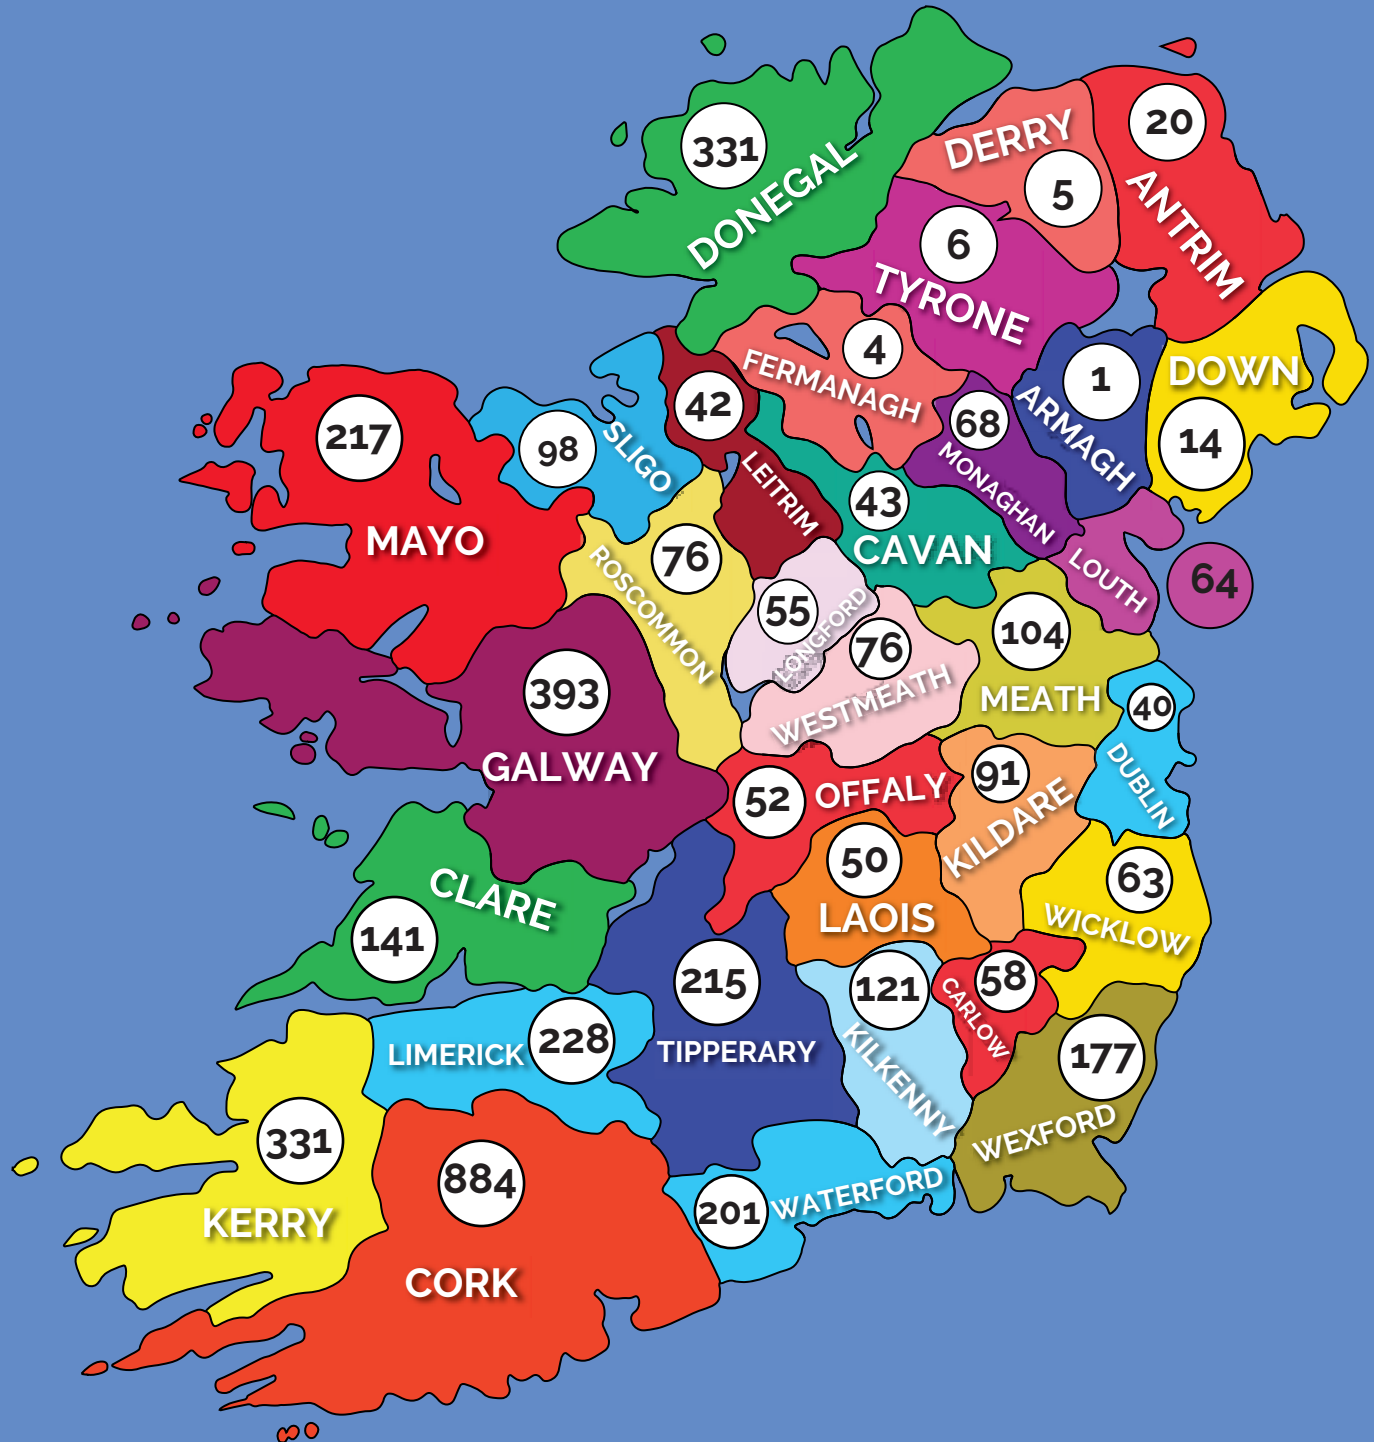 20
DERRY
331
5
ANTRIM
DONEGAL
6
TYRONE
4
FERMANAGH
1
ARMAGH
DOWN
14
42
LEITRIM
68
MONAGHAN
217
MAYO
98
SLIGO
43
CAVAN
76
ROSCOMMON
LOUTH
64
55
LONGFORD
104
MEATH
76
WESTMEATH
393
GALWAY
40
DUBLIN
52
OFFALY
91
KILDARE
50
LAOIS
63
WICKLOW
CLARE
141
215
TIPPERARY
121
KILKENNY
58
CARLOW
LIMERICK
228
177
WEXFORD
331
KERRY
884
CORK
201
WATERFORD